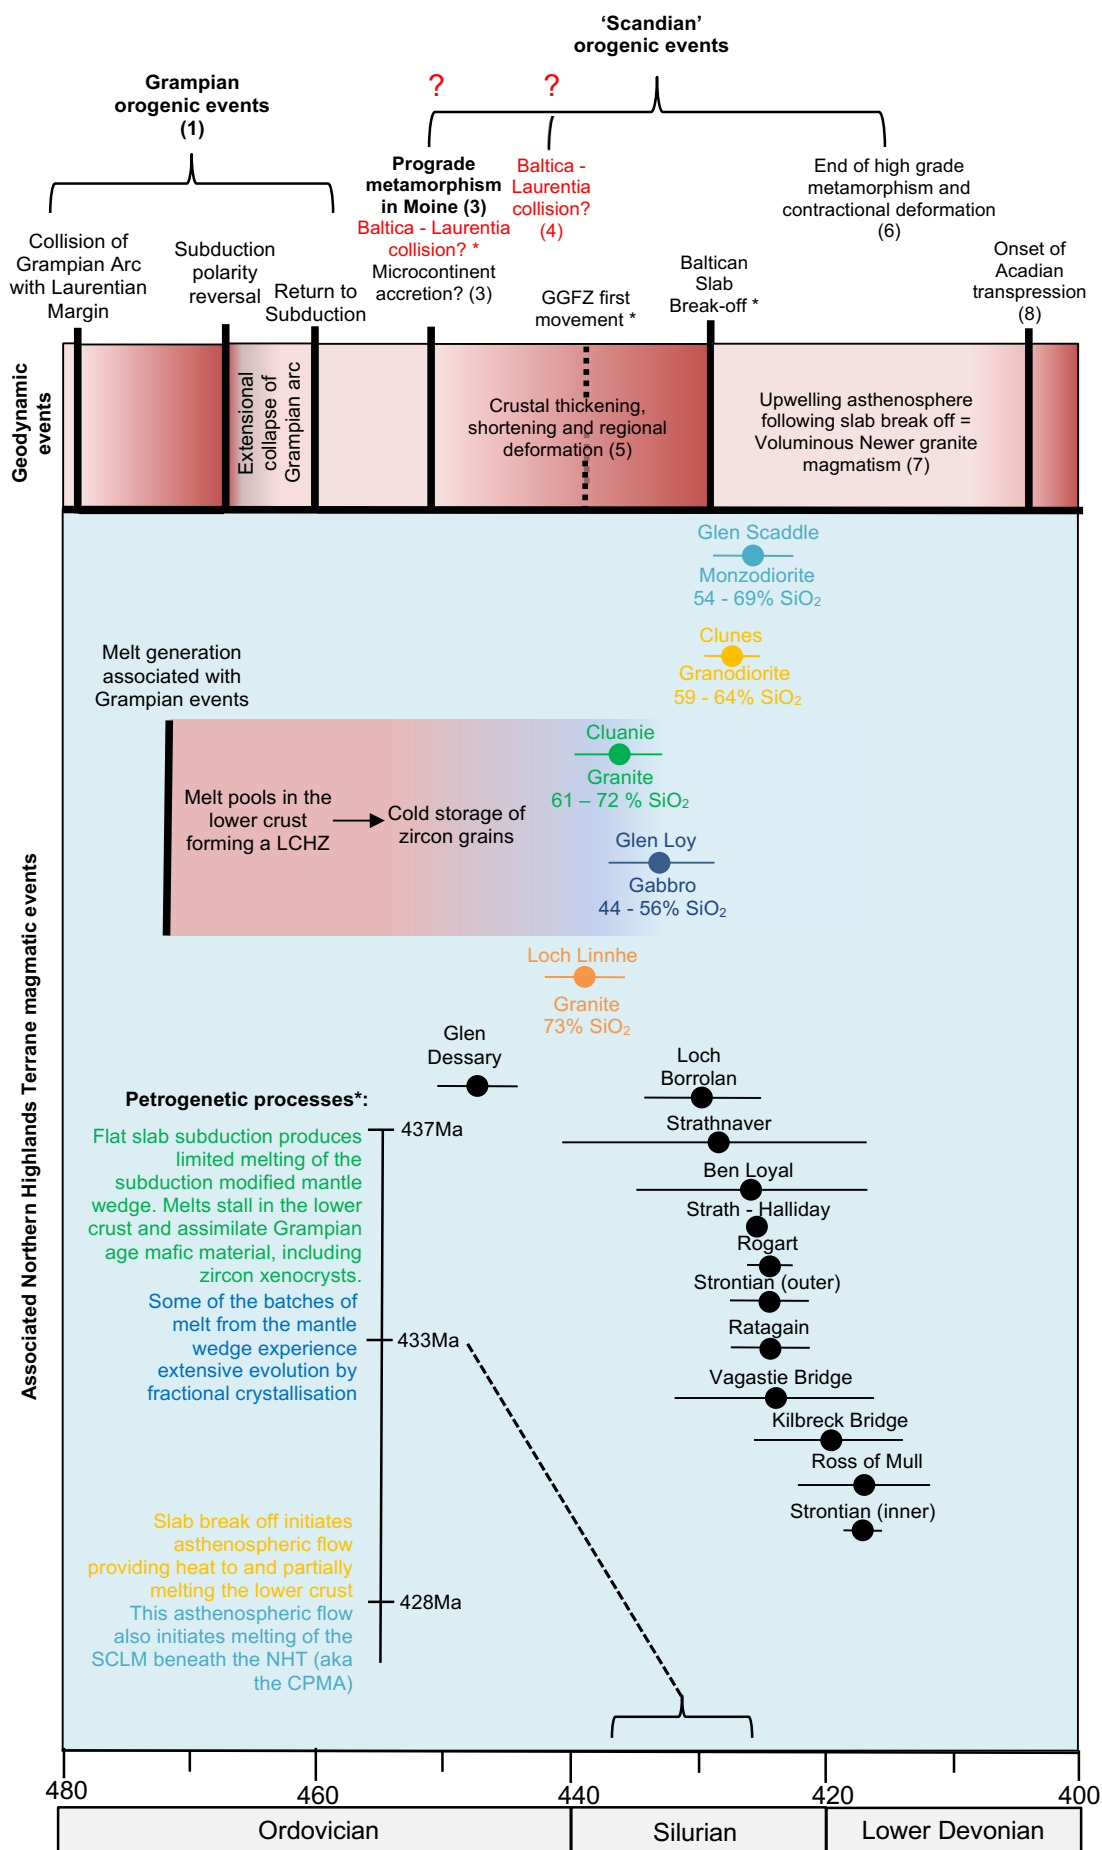 ‘Scandian’
orogenic events
?
?
Grampian
orogenic events
(1)
Prograde
metamorphism
in Moine (3)
Baltica - Laurentia
collision? *
Microcontinent
accretion? (3)
Baltica -
Laurentia
collision?
(4)
End of high grade
metamorphism and
contractional deformation
(6)
Collision of
Grampian Arc
with Laurentian
Margin
Subduction
polarity
reversal
Return to
Subduction
GGFZ first
movement *
Baltican
Slab
Break-off *
Onset of
Acadian
transpression
(8)
Geodynamic
events
Extensional
collapse of
Grampian arc
Crustal thickening,
shortening and regional
deformation (5)
Upwelling asthenosphere
following slab break off =
Voluminous Newer granite
magmatism (7)
Associated Northern Highlands Terrane magmatic events
Glen Scaddle
Monzodiorite
54 - 69% SiO₂
Clunes
Granodiorite
59 - 64% SiO₂
Melt generation
associated with
Grampian events
Cluanie
Granite
61 – 72 % SiO₂
Melt pools in the
lower crust
forming a LCHZ
Cold storage of
zircon grains
Glen Loy
Gabbro
44 - 56% SiO₂
Loch Linnhe
Granite
73% SiO₂
Glen
Dessary
Loch
Borrolan
Strathnaver
Ben Loyal
Strath - Halliday
Rogart
Strontian (outer)
Ratagain
Vagastie Bridge
Kilbreck Bridge
Ross of Mull
Strontian (inner)
Petrogenetic processes*:
437Ma
Flat slab subduction produces
limited melting of the
subduction modified mantle
wedge. Melts stall in the lower
crust and assimilate Grampian
age mafic material, including
zircon xenocrysts.
Some of the batches of
melt from the mantle
wedge experience
extensive evolution by
fractional crystallisation
433Ma
Slab break off initiates
asthenospheric flow
providing heat to and partially
melting the lower crust
428Ma
This asthenospheric flow
also initiates melting of the
SCLM beneath the NHT (aka
the CPMA)
480
460
440
420
400
Ordovician
Silurian
Lower Devonian